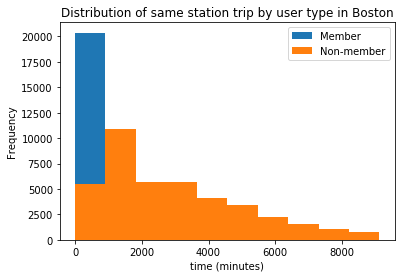 Distribution of same station trip by user type in Boston
Member
Non-member
Frequency
20000
17500
15000
12500
10000
7500
5000
2500
0
0 2000 4000 6000 8000
time (minutes)